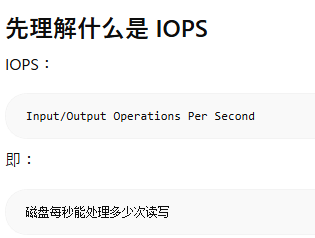 先理解什么是 IOPS
IOPS：
Input/Output Operations Per Second
即：
磁盘每秒能处理多少次读写